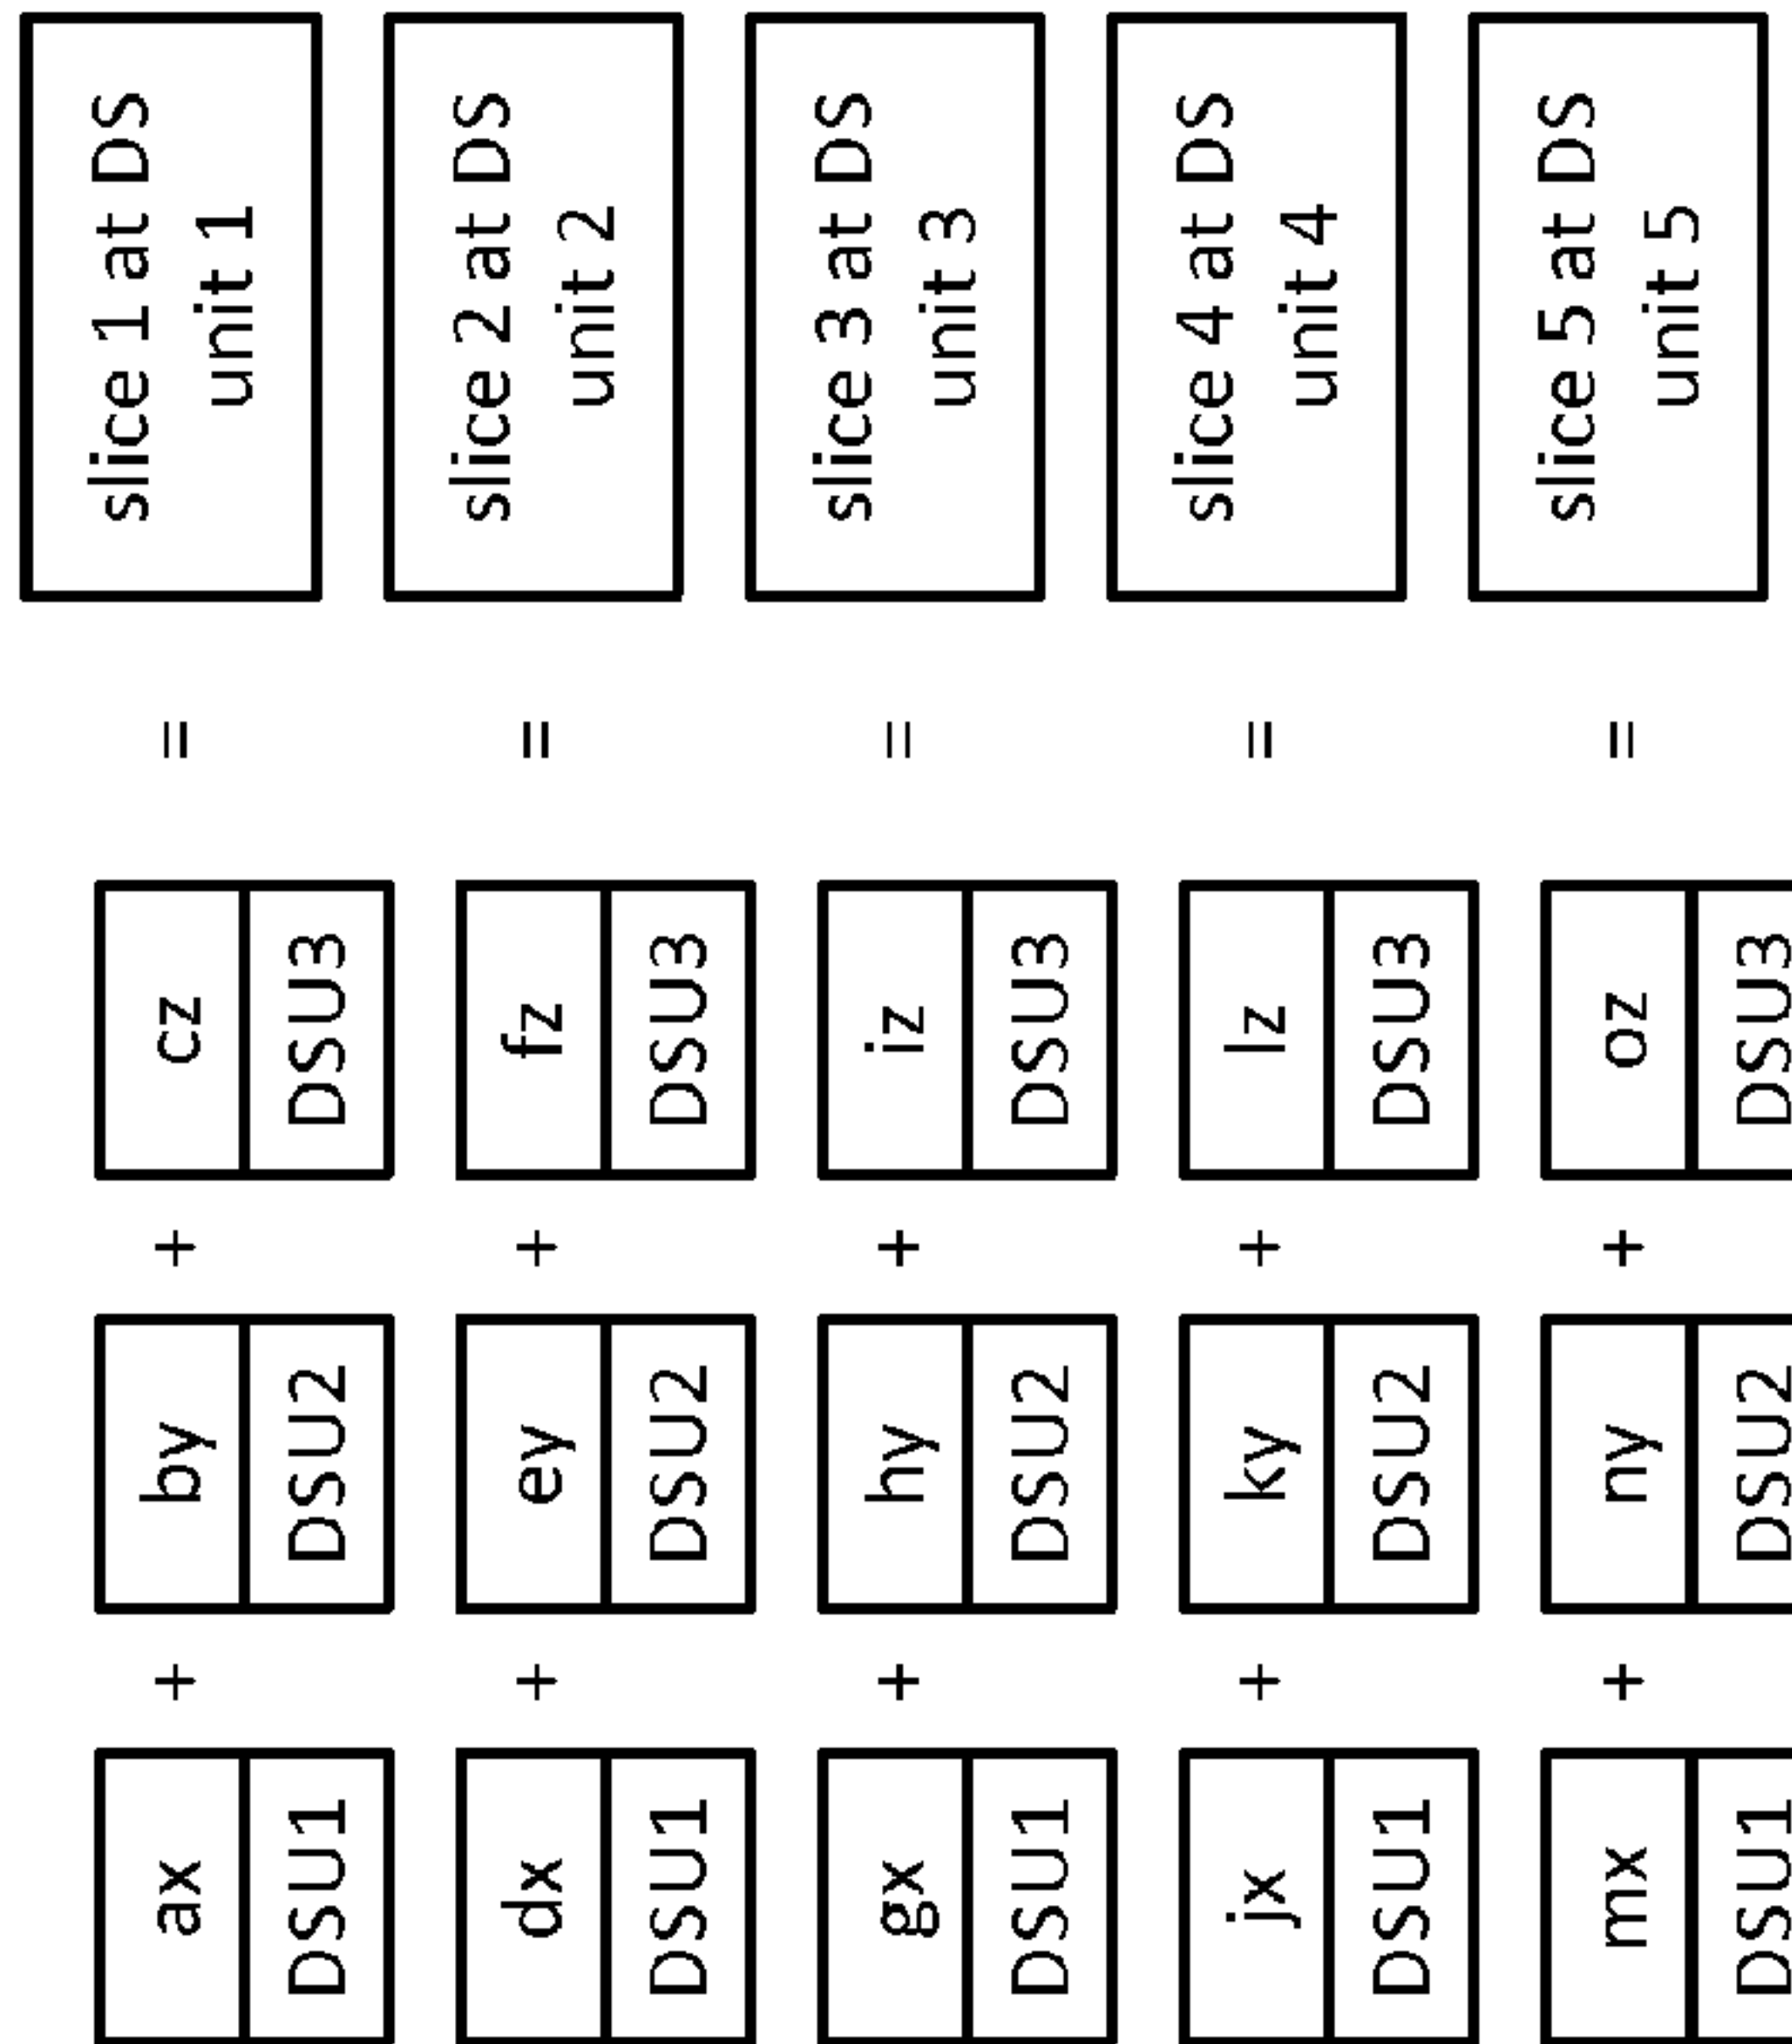 ax + by + cz = slice 1 at DS
DSU1 DSU2 DSU3 unit 1
dx + ey + fz = slice 2 at DS
DSU1 DSU2 DSU3 unit 2
gx + hy + iz = slice 3 at DS
DSU1 DSU2 DSU3 unit 3
jx + ky + lz = slice 4 at DS
DSU1 DSU2 DSU3 unit 4
mx + ny + oz = slice 5 at DS
DSU1 DSU2 DSU3 unit 5